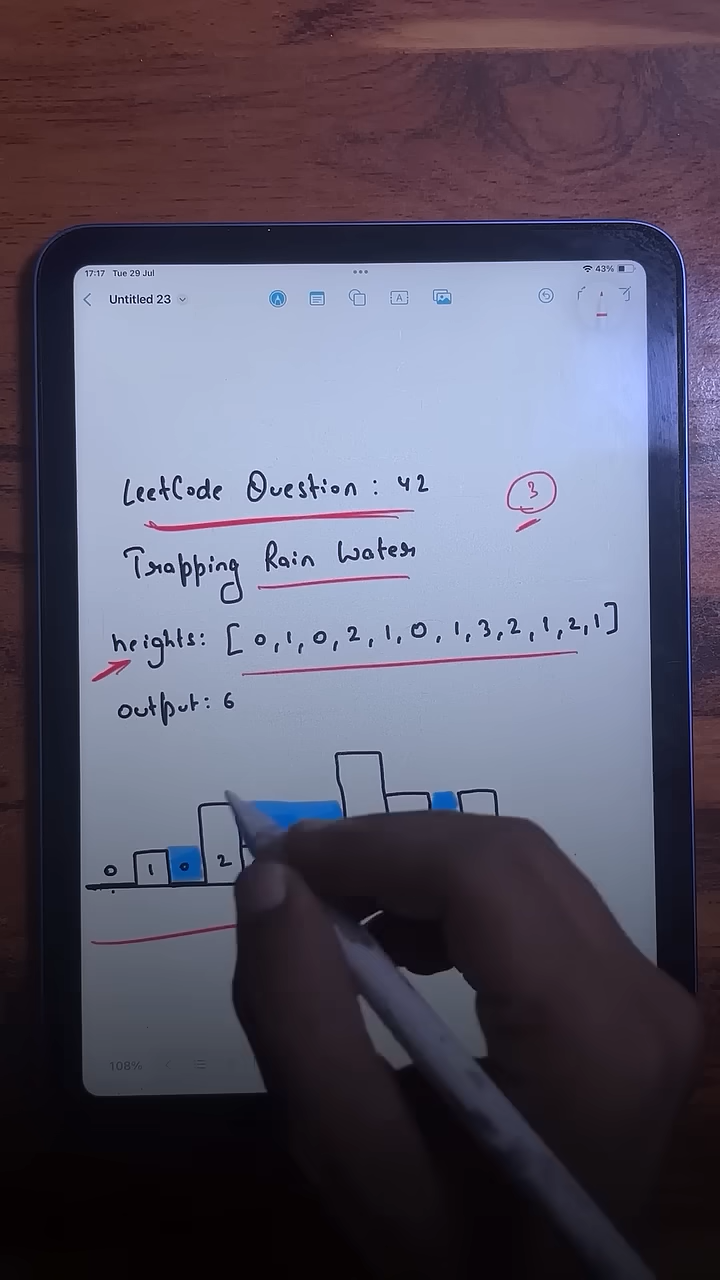 17:17 Tue 29 Jul 43%
Untitled 23
A
LeetCode Question : 42
3
Trapping Rain Water
heights: [0,1,0,2,1,0,1,3,2,1,2,1]
output: 6
0 1 0 2
108%